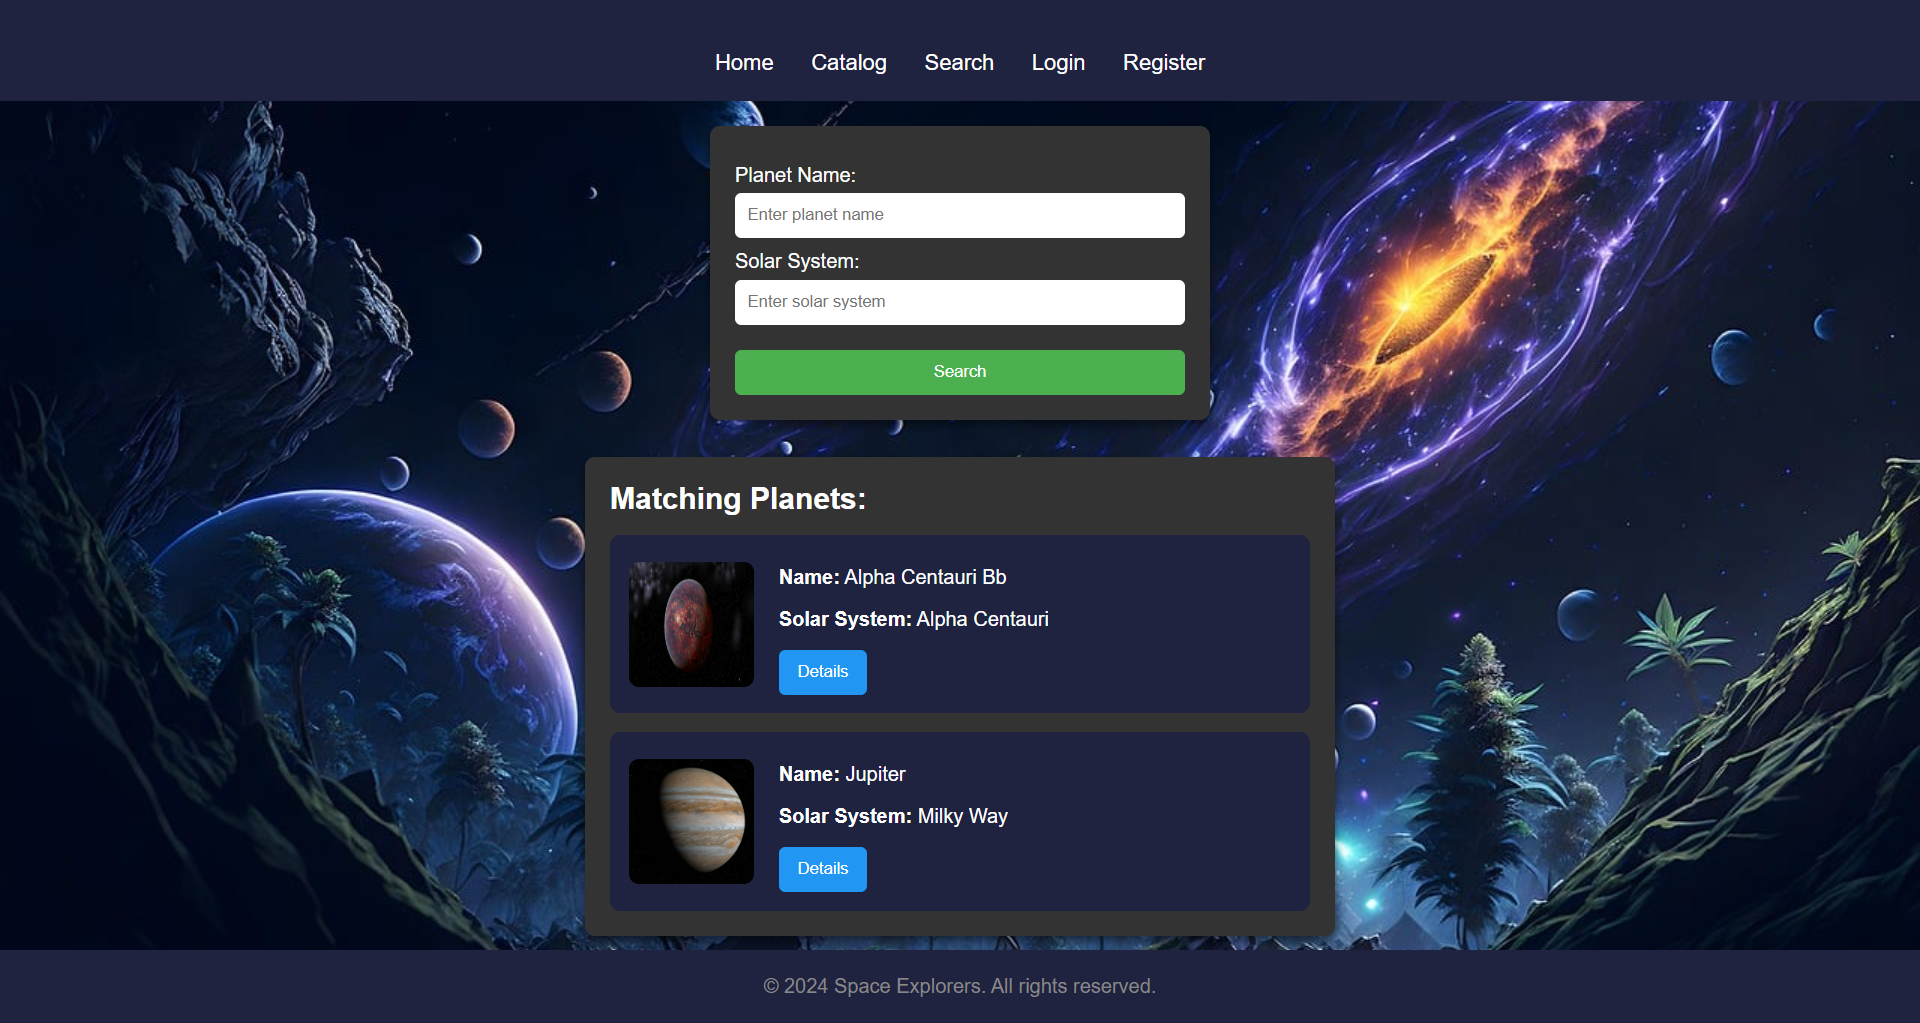 Home Catalog Search Login Register
Planet Name:
Enter planet name
Solar System:
Enter solar system
Search
Matching Planets:
Name: Alpha Centauri Bb
Solar System: Alpha Centauri
Details
Name: Jupiter
Solar System: Milky Way
Details
© 2024 Space Explorers. All rights reserved.